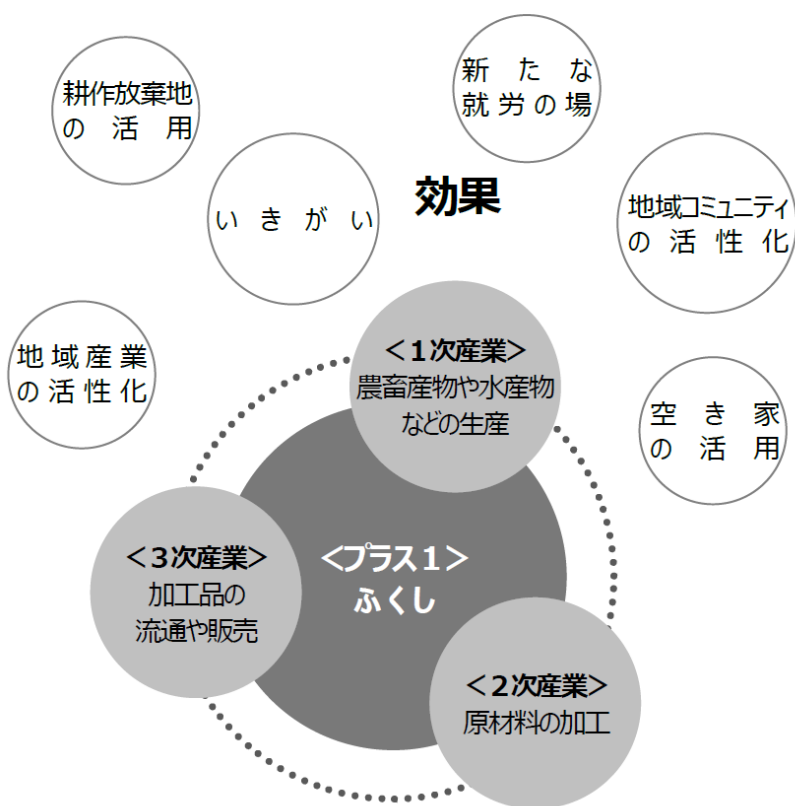 新たな
就労の場
耕作放棄地
の活用
いきがい
効果
地域コミュニティ
の活性化
地域産業
の活性化
＜１次産業＞
農畜産物や水産物
などの生産
空き家
の活用
＜３次産業＞
加工品の
流通や販売
＜プラス１＞
ふくし
＜２次産業＞
原材料の加工